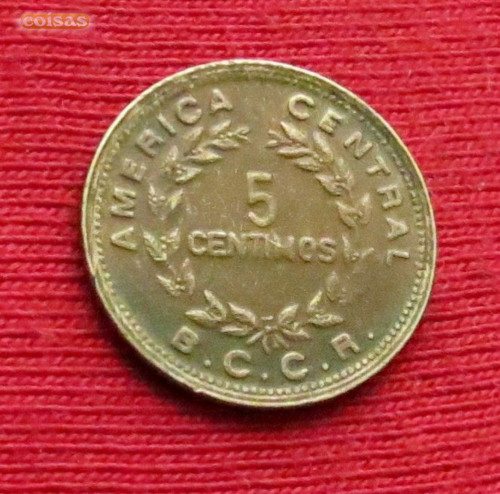 coisas
AMERICA CENTRAL
5
CENTIMOS
B.C.C.R.